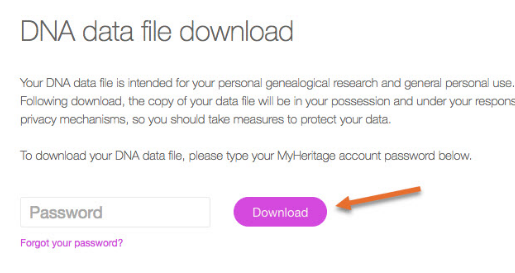 DNA data file download
Your DNA data file is intended for your personal genealogical research and general personal use.
Following download, the copy of your data file will be in your possession and under your
privacy mechanisms, so you should take measures to protect your data.
To download your DNA data file, please type your MyHeritage account password below.
Password
Download
Forgot your password?